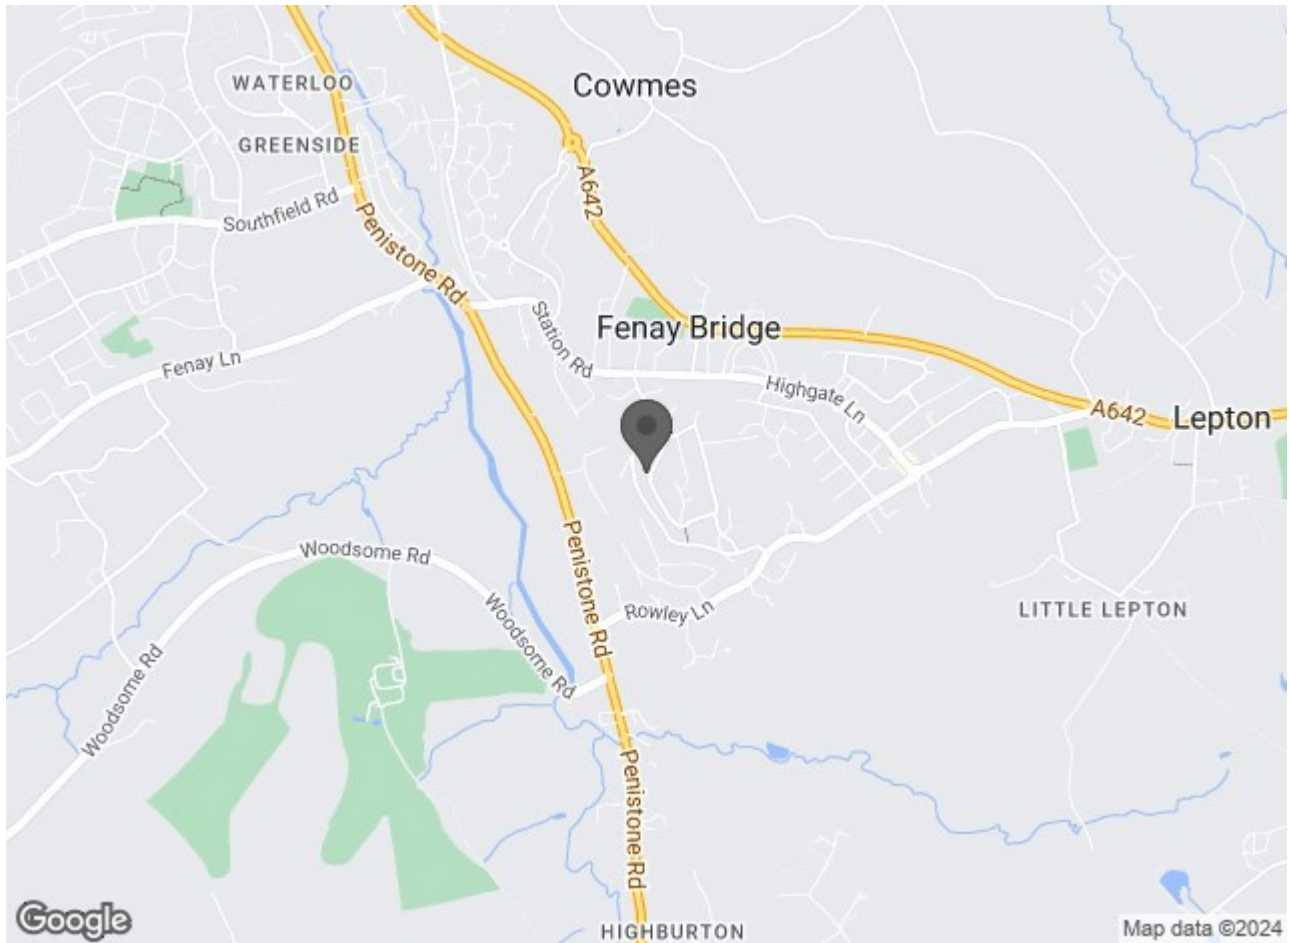 Cowmes
WATERLOO
GREENSIDE
A642
Southfield Rd
Penistone Rd
Station Rd
Fenay Bridge
Fenay Ln
Highgate Ln
A642
Lepton
Woodsome Rd
Penistone Rd
Rowley Ln
LITTLE LEPTON
Woodsome Rd
Woodsome Rd
Penistone Rd
Google
HIGHBURTON
Map data ©2024